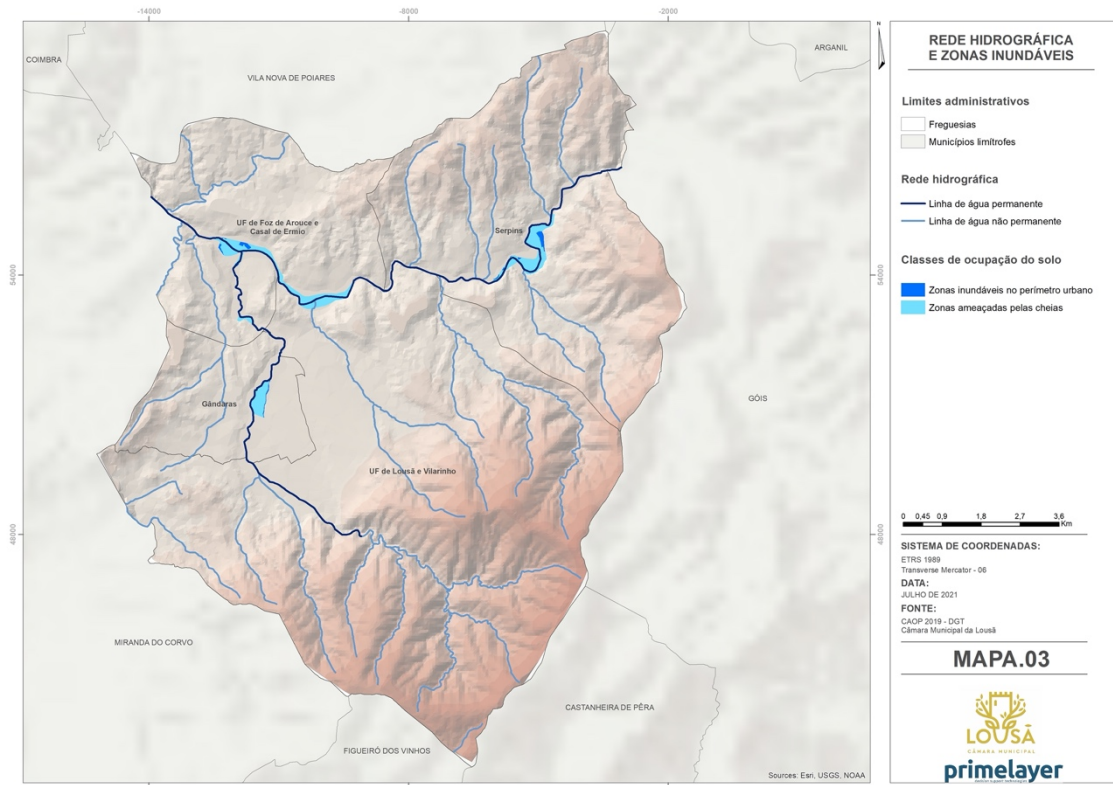 -14000
-8000
-2000
COIMBRA
VILA NOVA DE POIARES
ARGANIL
UF de Foz de Arouce e
Casal de Ermio
Serpins
54000
54000
Gândaras
GÓIS
UF de Lousã e Vilarinho
48000
48000
MIRANDA DO CORVO
CASTANHEIRA DE PÊRA
FIGUEIRÓ DOS VINHOS
Sources: Esri, USGS, NOAA
N
REDE HIDROGRÁFICA
E ZONAS INUNDÁVEIS
Limites administrativos
Freguesias
Municípios limítrofes
Rede hidrográfica
Linha de água permanente
Linha de água não permanente
Classes de ocupação do solo
Zonas inundáveis no perímetro urbano
Zonas ameaçadas pelas cheias
0 0,45 0,9 1,8 2,7 3,6
Km
SISTEMA DE COORDENADAS:
ETRS 1989
Transverse Mercator - 06
DATA:
JULHO DE 2021
FONTE:
CAOP 2019 - DGT
Câmara Municipal da Lousã
MAPA.03
LOUSÃ
CÂMARA MUNICIPAL
primelayer